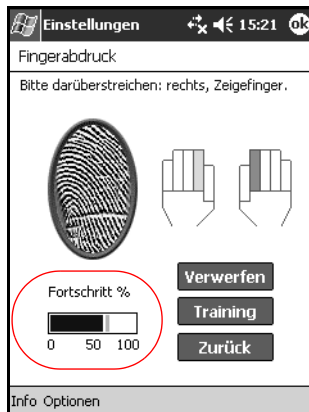 Einstellungen 15:21 ok
Fingerabdruck
Bitte darüberstreichen: rechts, Zeigefinger.
Verwerfen
Fortschritt %
Training
0 50 100
Zurück
Info Optionen